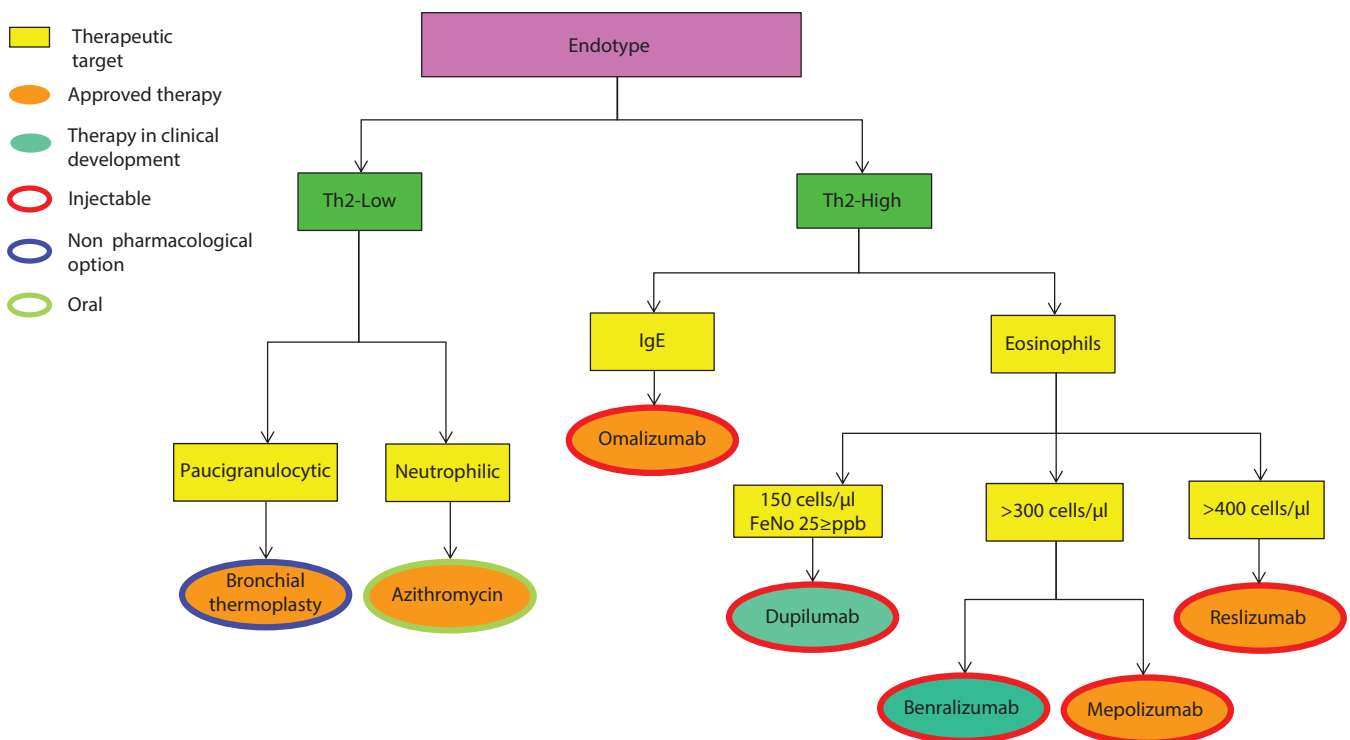 Therapeutic
target
Approved therapy
Therapy in clinical
development
Injectable
Non pharmacological
option
Oral
Endotype
Th2-Low
Th2-High
IgE
Eosinophils
Omalizumab
Paucigranulocytic
Neutrophilic
150 cells/µl
FeNo 25≥ppb
>300 cells/µl
>400 cells/µl
Bronchial
thermoplasty
Azithromycin
Dupilumab
Reslizumab
Benralizumab
Mepolizumab